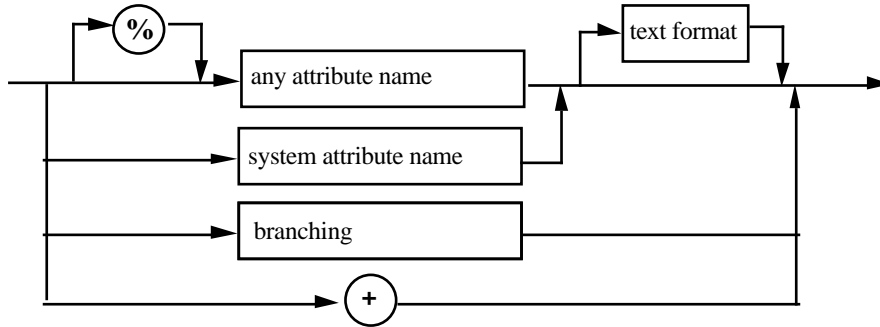 %
text format
any attribute name
system attribute name
branching
+